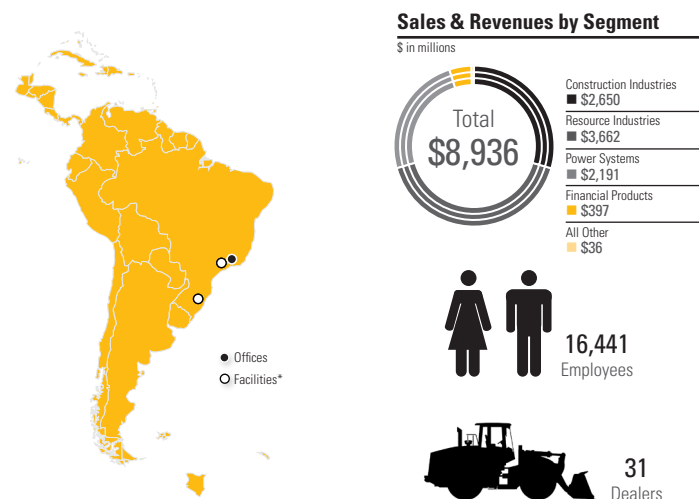 Sales & Revenues by Segment
$ in millions
Total
$8,936
Construction Industries
$2,650
Resource Industries
$3,662
Power Systems
$2,191
Financial Products
$397
All Other
$36
Offices
Facilities*
16,441
Employees
31
Dealers